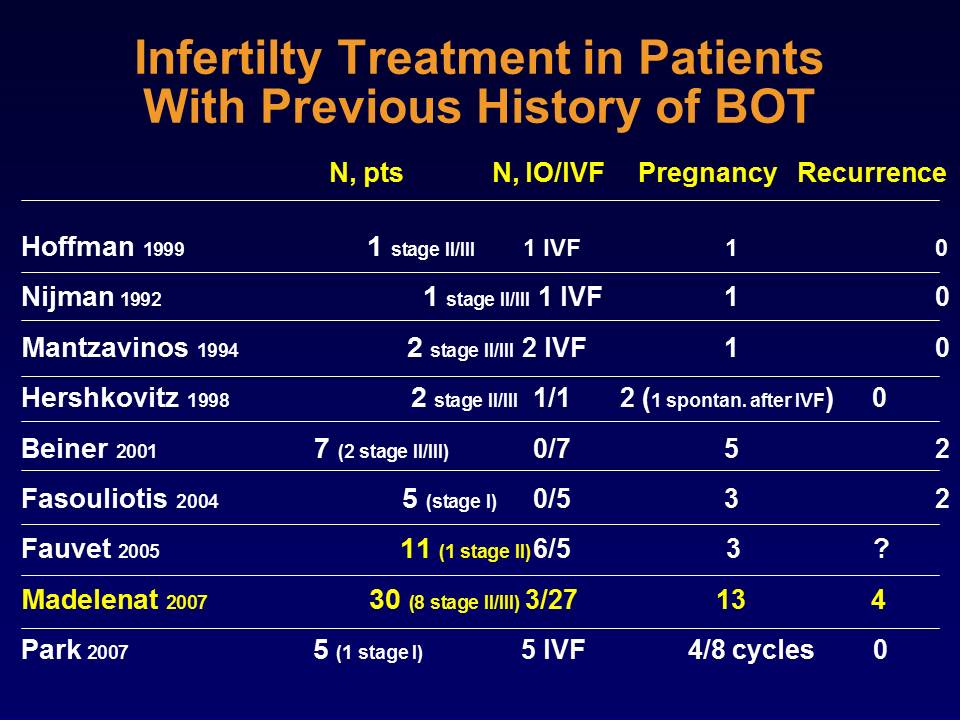 Infertilty Treatment in Patients
With Previous History of BOT
N, pts N, IO/IVF Pregnancy Recurrence
Hoffman 1999 1 stage II/III 1 IVF 1 0
Nijman 1992 1 stage II/III 1 IVF 1 0
Mantzavinos 1994 2 stage II/III 2 IVF 1 0
Hershkovitz 1998 2 stage II/III 1/1 2 (1 spontan. after IVF) 0
Beiner 2001 7 (2 stage II/III) 0/7 5 2
Fasouliotis 2004 5 (stage I) 0/5 3 2
Fauvet 2005 11 (1 stage II) 6/5 3 ?
Madelenat 2007 30 (8 stage II/III) 3/27 13 4
Park 2007 5 (1 stage I) 5 IVF 4/8 cycles 0